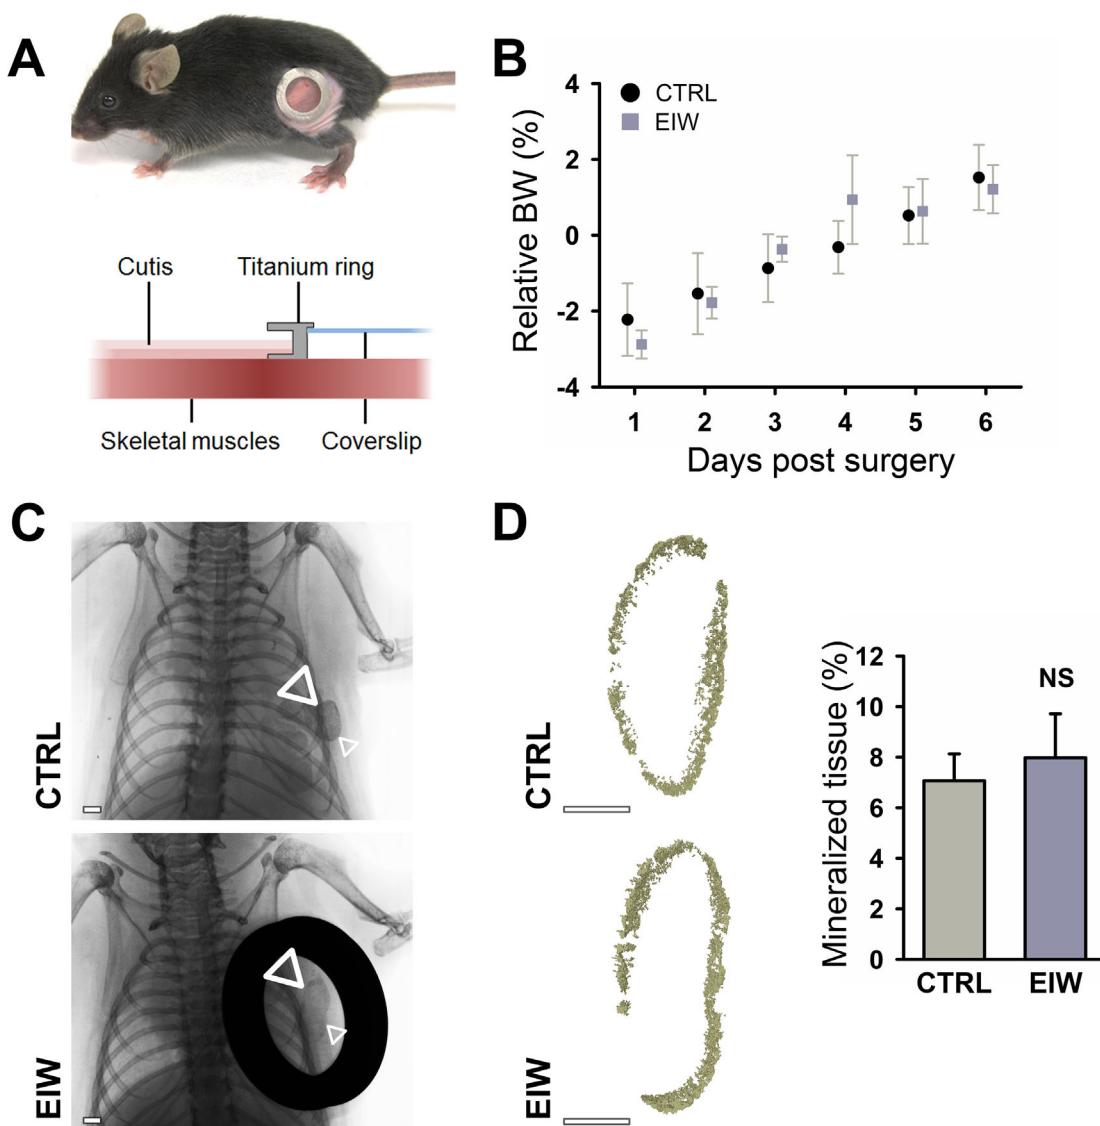 A
Cutis
Titanium ring
Skeletal muscles
Coverslip
B
Relative BW (%)
4
2
0
-2
-4
CTRL
EIW
1 2 3 4 5 6
Days post surgery
C
CTRL
EIW
D
CTRL
EIW
Mineralized tissue (%)
12
10
8
6
4
2
0
NS
CTRL EIW